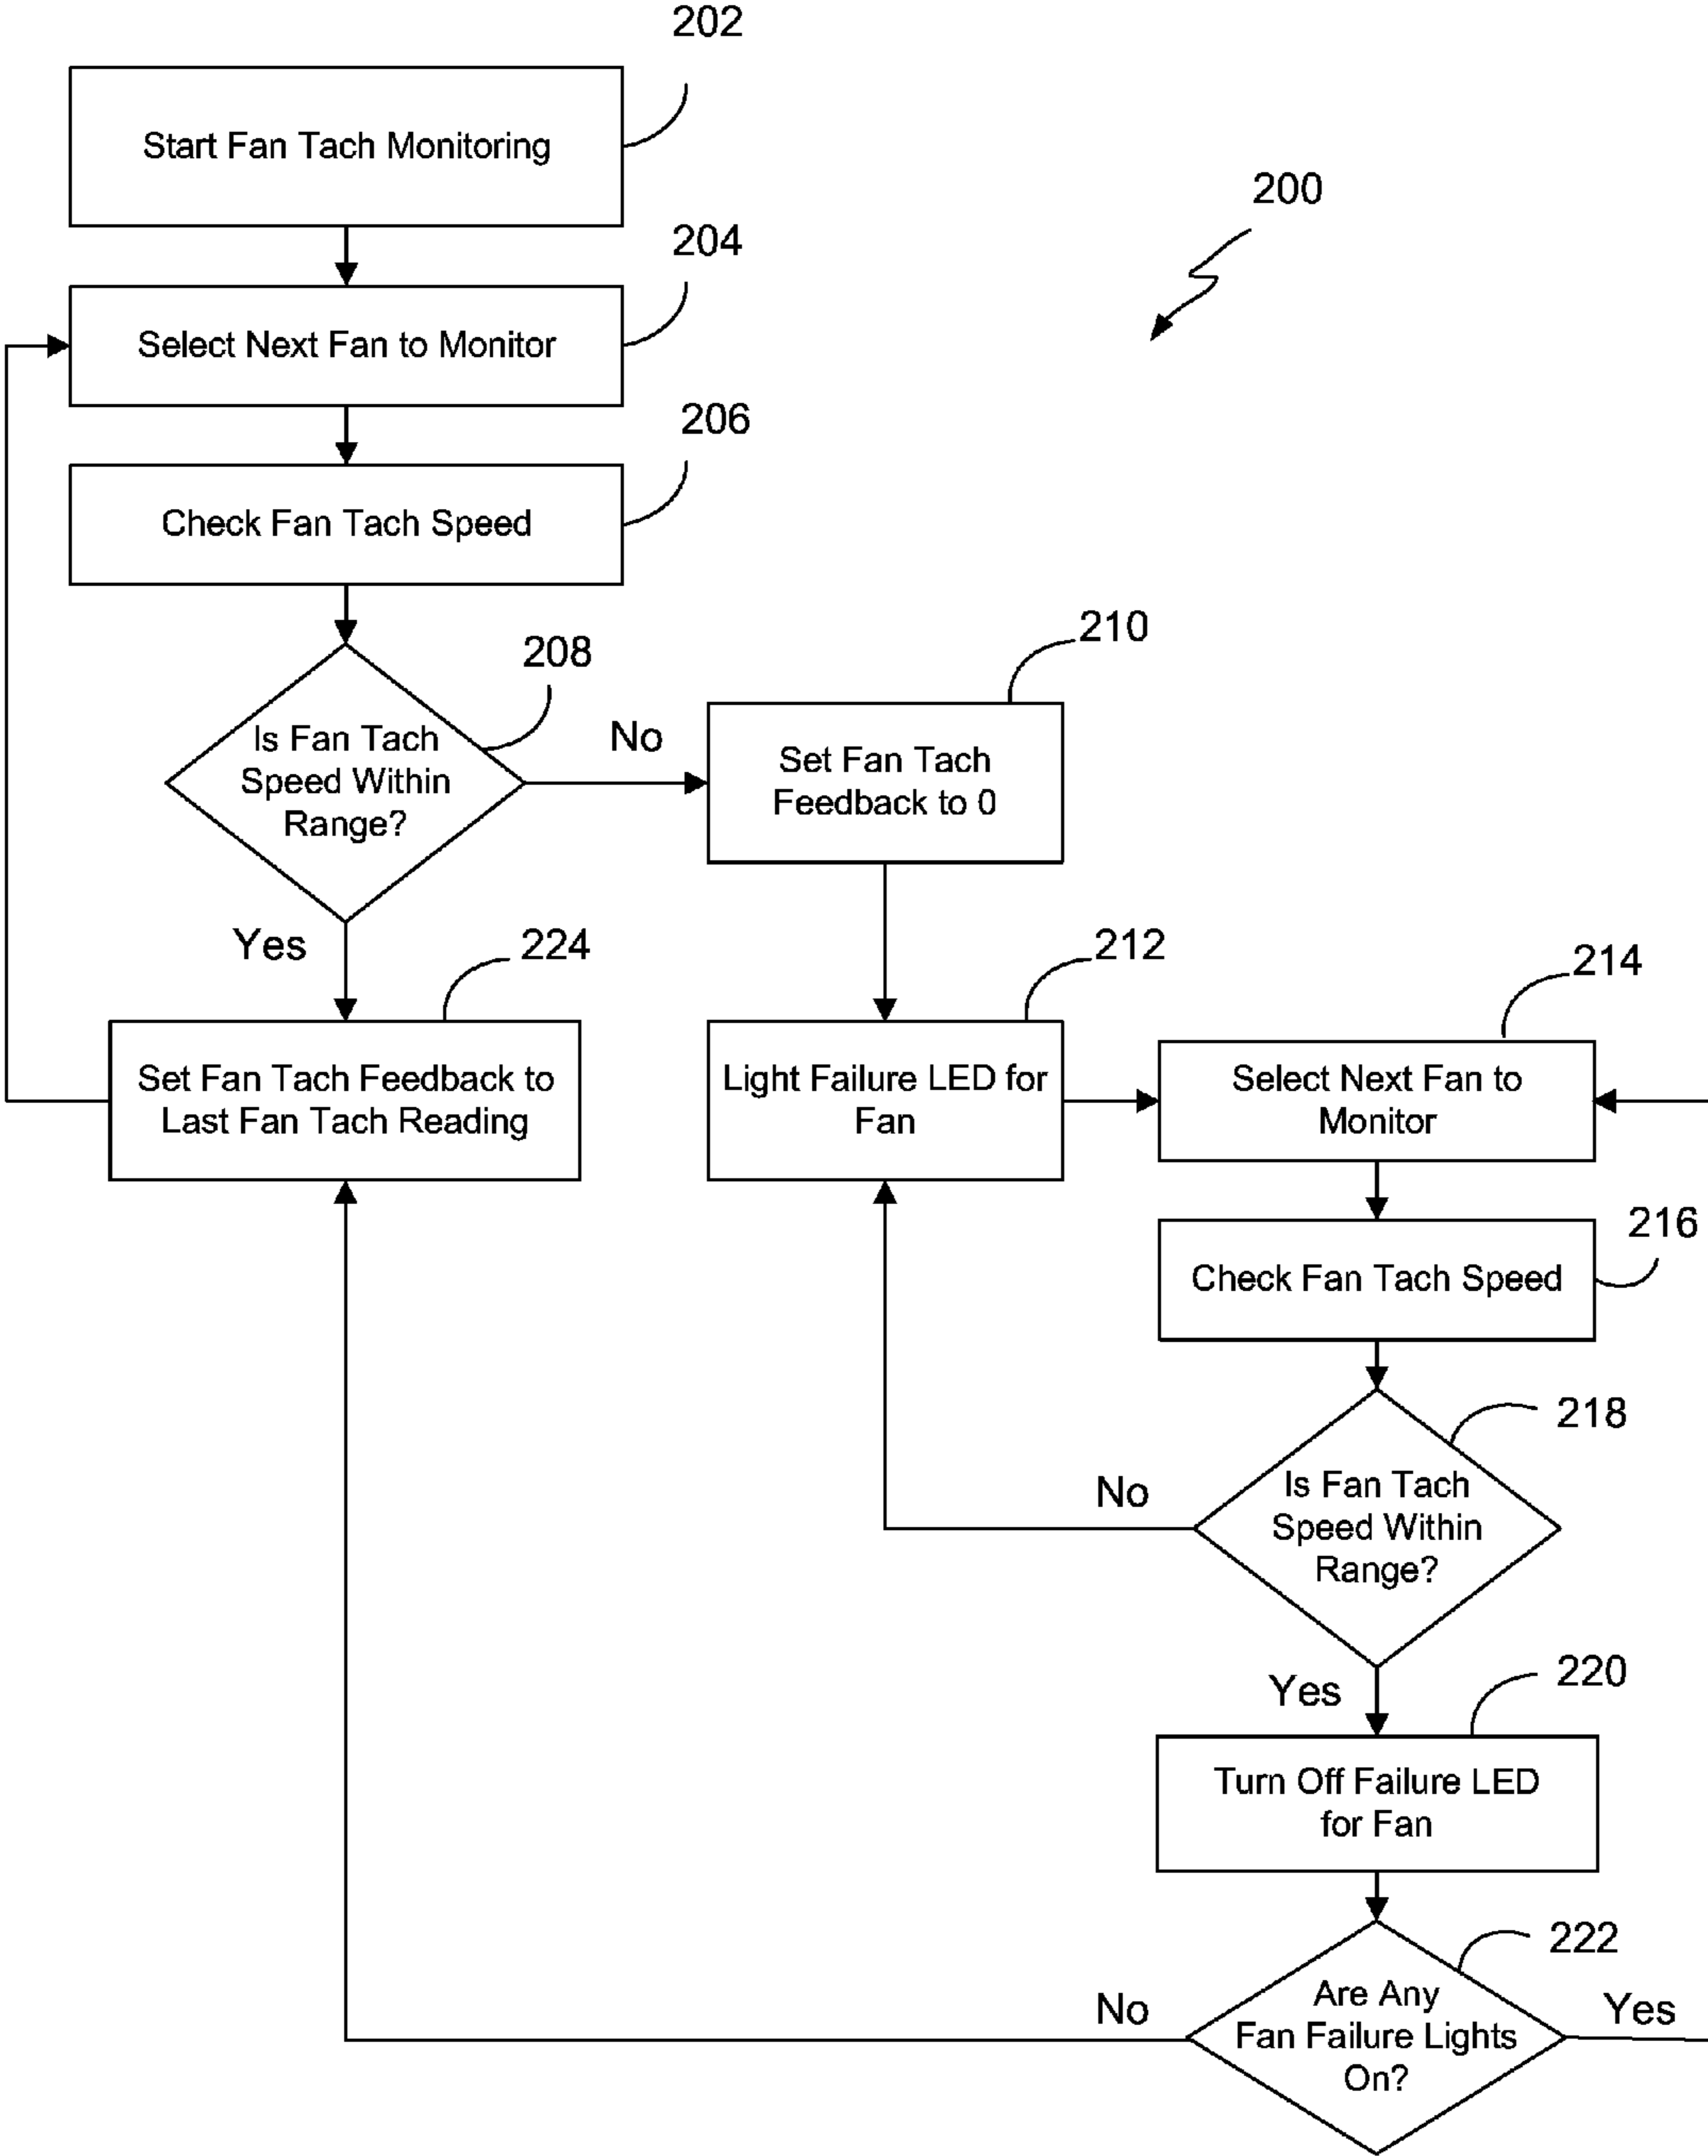 202
Start Fan Tach Monitoring
200
204
Select Next Fan to Monitor
206
Check Fan Tach Speed
208
Is Fan Tach
Speed Within
Range?
No
210
Set Fan Tach
Feedback to 0
Yes
224
Set Fan Tach Feedback to
Last Fan Tach Reading
212
Light Failure LED for
Fan
214
Select Next Fan to
Monitor
216
Check Fan Tach Speed
218
Is Fan Tach
Speed Within
Range?
No
Yes
220
Turn Off Failure LED
for Fan
222
Are Any
Fan Failure Lights
On?
No
Yes